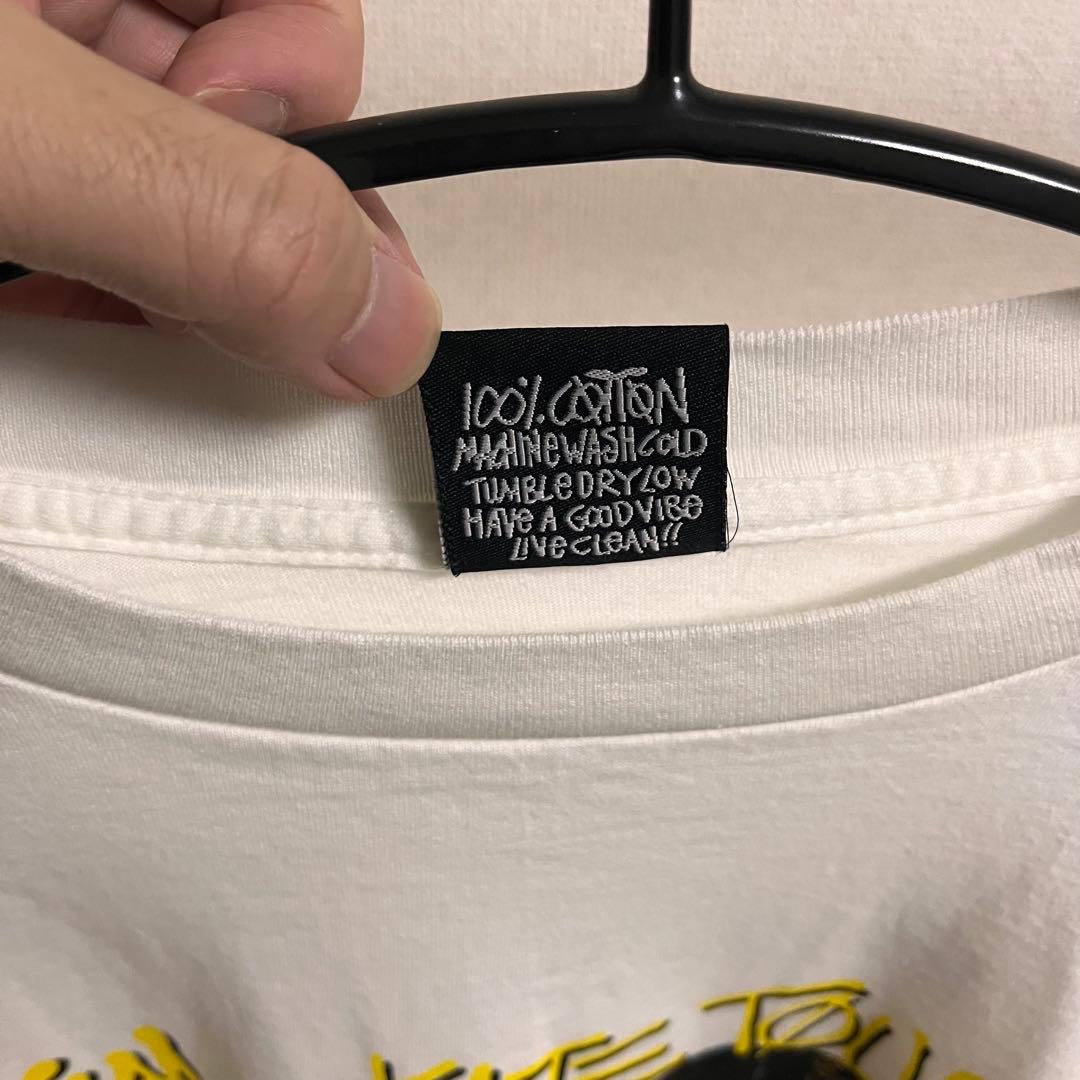 100% COTTON
MACHINE WASH COLD
TUMBLE DRY LOW
HAVE A GOOD VIBE
LIVE CLEAN!!